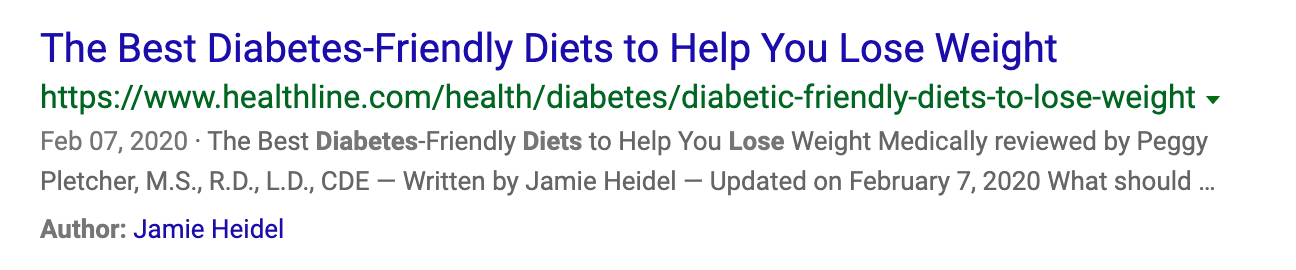 The Best Diabetes-Friendly Diets to Help You Lose Weight
https://www.healthline.com/health/diabetes/diabetic-friendly-diets-to-lose-weight
Feb 07, 2020 · The Best Diabetes-Friendly Diets to Help You Lose Weight Medically reviewed by Peggy
Pletcher, M.S., R.D., L.D., CDE — Written by Jamie Heidel — Updated on February 7, 2020 What should ...
Author: Jamie Heidel